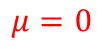 μ = 0